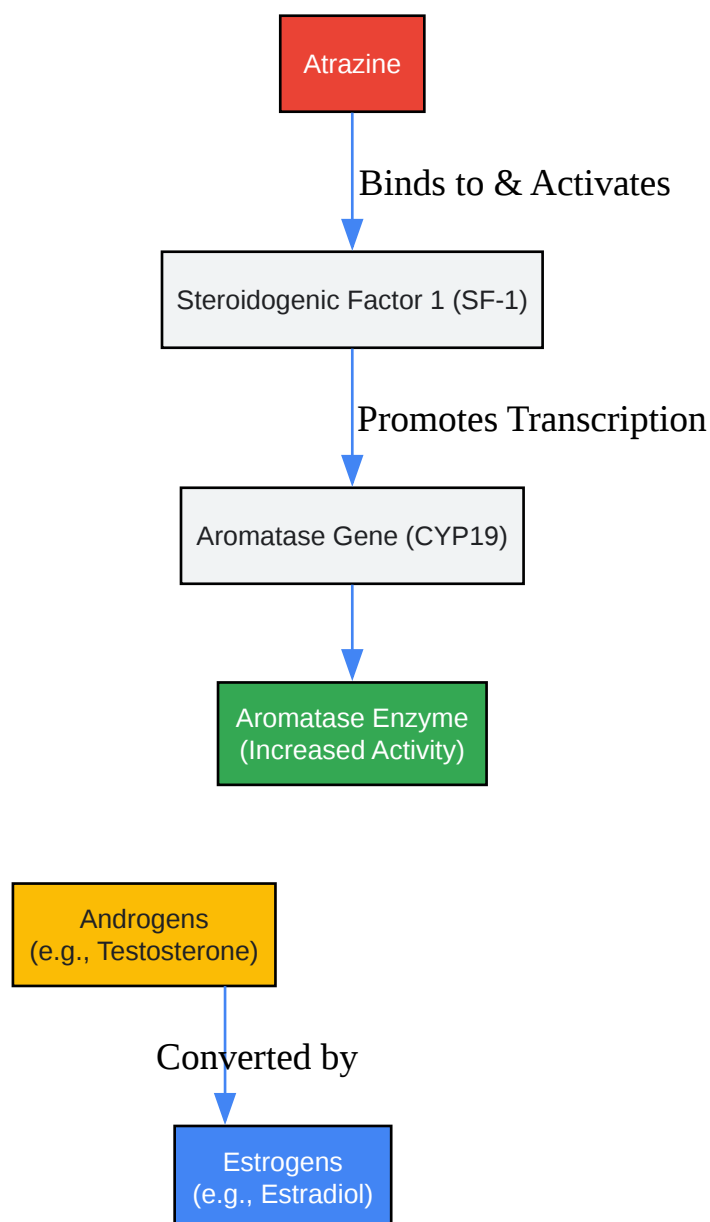 Atrazine
Binds to & Activates
Steroidogenic Factor 1 (SF-1)
Promotes Transcription
Aromatase Gene (CYP19)
Aromatase Enzyme
(Increased Activity)
Androgens
(e.g., Testosterone)
Converted by
Estrogens
(e.g., Estradiol)